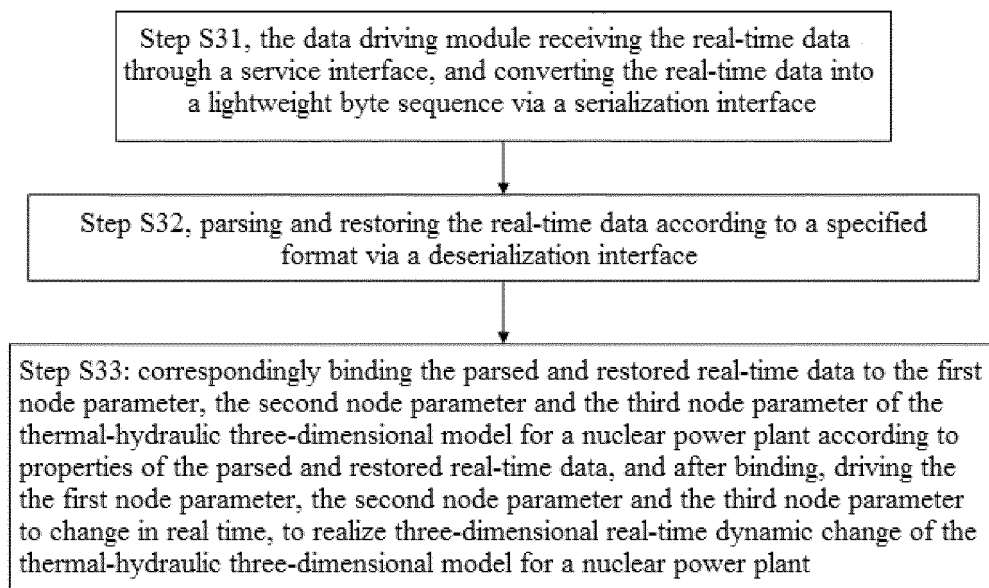 Step S31, the data driving module receiving the real-time data
through a service interface, and converting the real-time data into
a lightweight byte sequence via a serialization interface
Step S32, parsing and restoring the real-time data according to a specified
format via a deserialization interface
Step S33: correspondingly binding the parsed and restored real-time data to the first
node parameter, the second node parameter and the third node parameter of the
thermal-hydraulic three-dimensional model for a nuclear power plant according to
properties of the parsed and restored real-time data, and after binding, driving the
the first node parameter, the second node parameter and the third node parameter
to change in real time, to realize three-dimensional real-time dynamic change of the
thermal-hydraulic three-dimensional model for a nuclear power plant